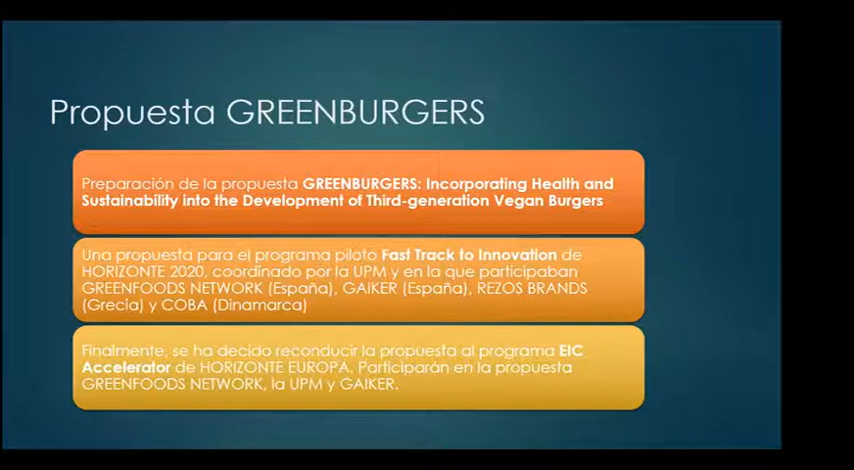 Propuesta GREENBURGERS
Preparación de la propuesta GREENBURGERS: Incorporating Health and
Sustainability into the Development of Third-generation Vegan Burgers
Una propuesta para el programa piloto Fast Track to Innovation de
HORIZONTE 2020, coordinado por la UPM y en la que participaban
GREENFOODS NETWORK (España), GAIKER (España), REZOS BRANDS
(Grecia) y COBA (Dinamarca)
Finalmente, se ha decido reconducir la propuesta al programa EIC
Accelerator de HORIZONTE EUROPA. Participarán en la propuesta
GREENFOODS NETWORK, la UPM y GAIKER.